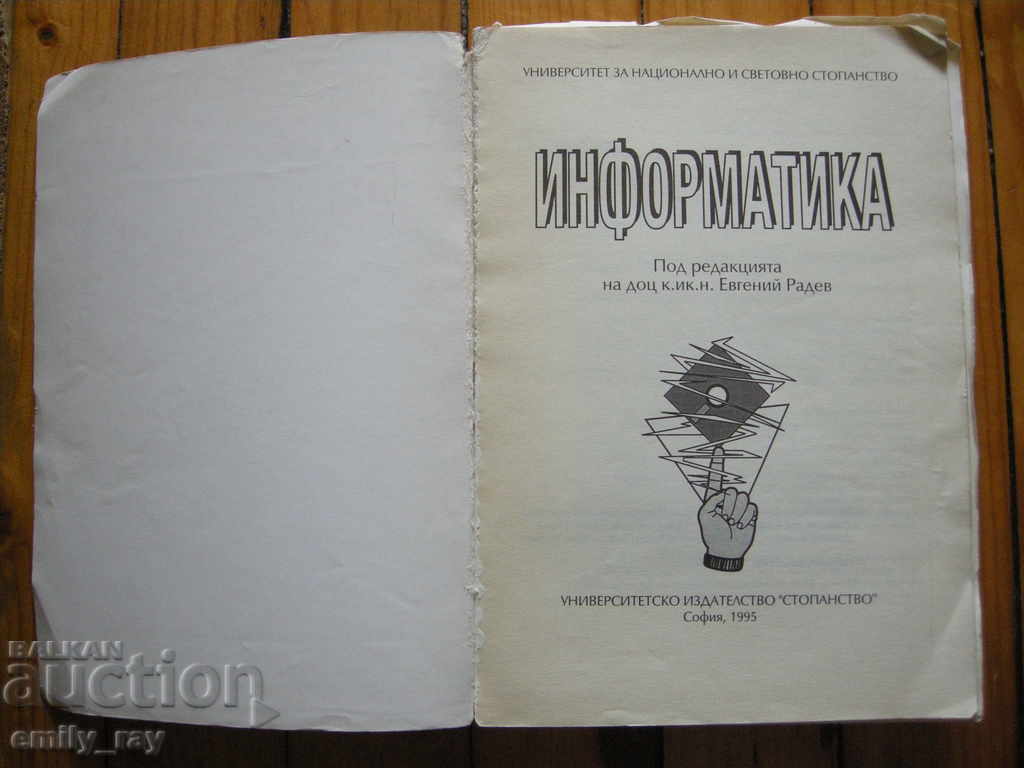 УНИВЕРСИТЕТ ЗА НАЦИОНАЛНО И СВЕТОВНО СТОПАНСТВО
ИНФОРМАТИКА
Под редакцията
на доц к.ик.н. Евгений Радев
УНИВЕРСИТЕТСКО ИЗДАТЕЛСТВО "СТОПАНСТВО"
София, 1995
BALKAN
auction
emily_ray